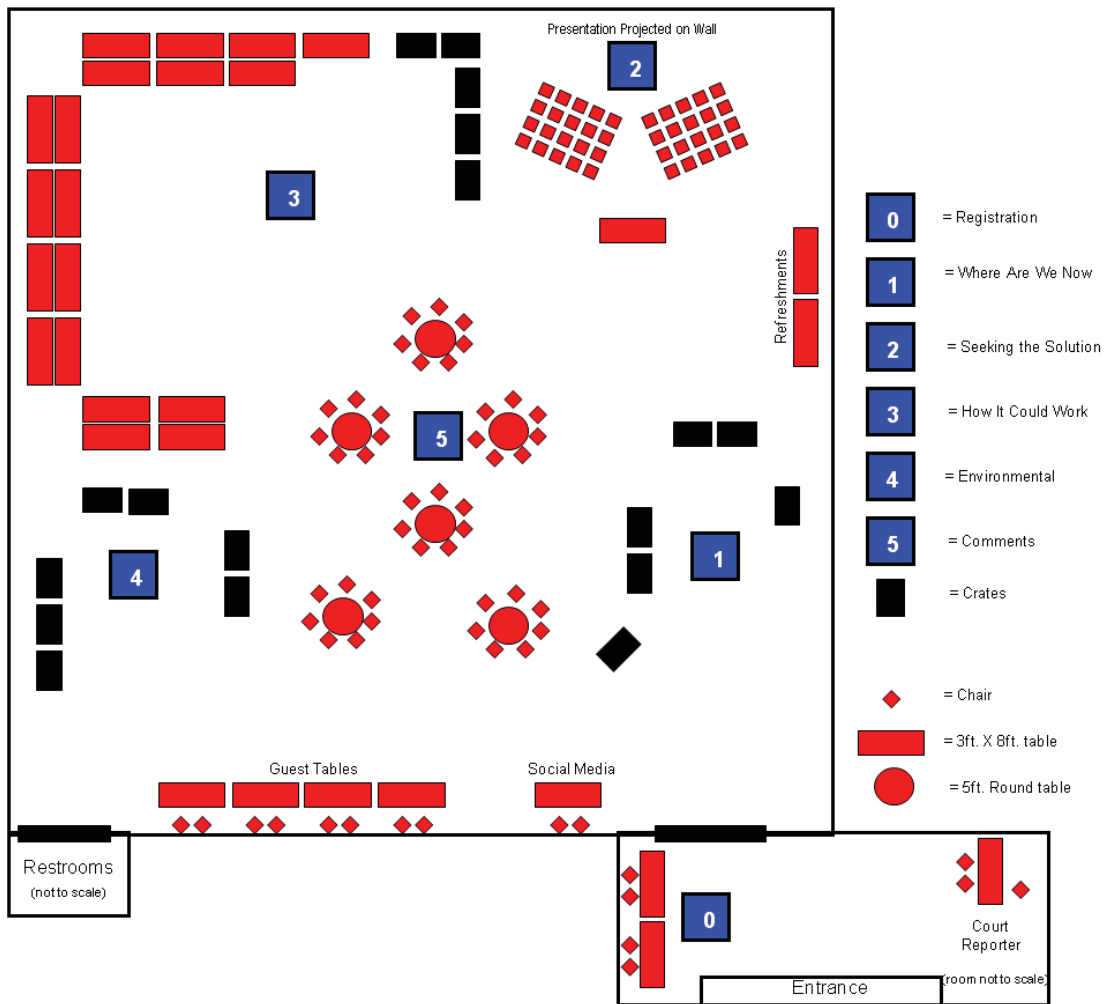 Presentation Projected on Wall
2
3
0
= Registration
1
= Where Are We Now
Refreshments
2
= Seeking the Solution
3
= How It Could Work
5
4
= Environmental
5
= Comments
1
4
= Crates
= Chair
= 3ft. X 8ft. table
Guest Tables
Social Media
= 5ft. Round table
Restrooms
(not to scale)
0
Court
Reporter
(room not to scale)
Entrance